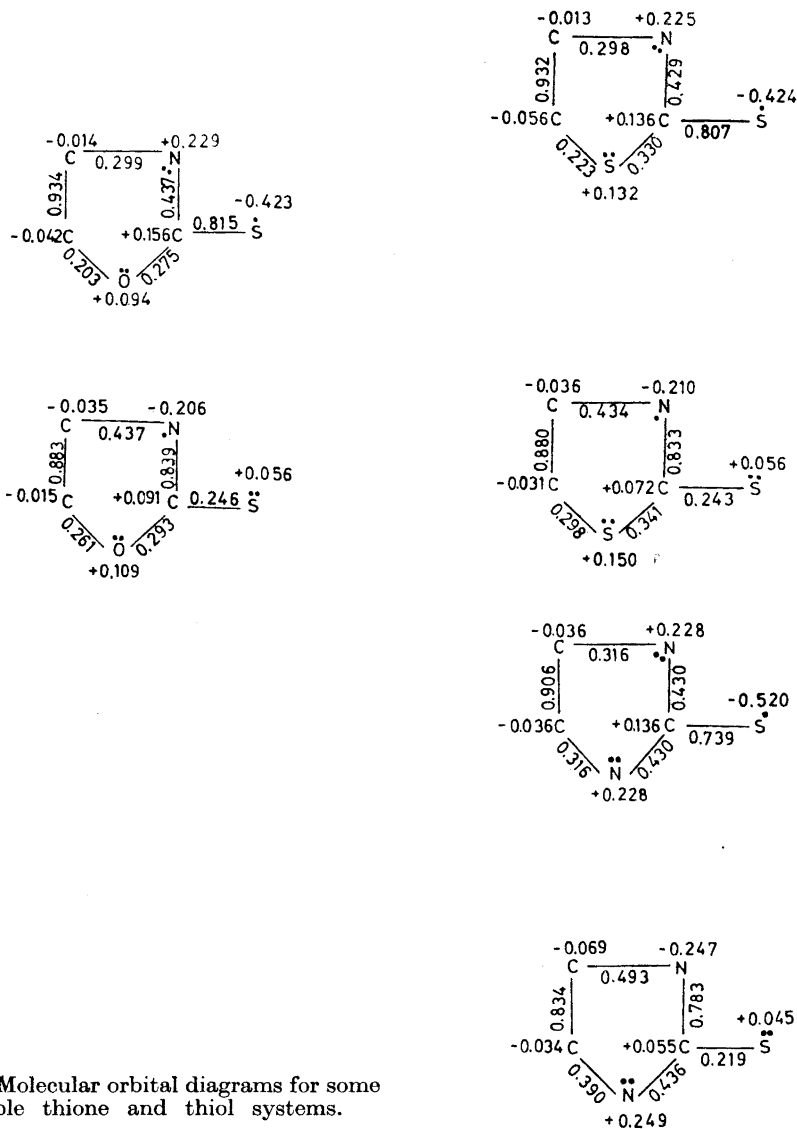 -0.014 +0.229
C N
0.299
0.934
0.437
-0.423
-0.042C +0.156C 0.815 S
0.203 0.275
O
+0.094
-0.013 +0.225
C N
0.298
0.932
0.429
-0.424
-0.056C +0.136C 0.807 S
0.223 0.330
S
+0.132
-0.035 -0.206
C N
0.437
0.883
0.839
+0.056
-0.015C +0.091C 0.246 S
0.261 0.293
O
+0.109
-0.036 -0.210
C N
0.434
0.880
0.833
+0.056
-0.031C +0.072C 0.243 S
0.298 0.341
S
+0.150
-0.036 +0.228
C N
0.316
0.906
0.430
-0.520
-0.036C +0.136C 0.739 S
0.316 0.430
N
+0.228
-0.069 -0.247
C N
0.493
0.834
0.783
+0.045
-0.034C +0.055C 0.219 S
0.390 0.436
N
+0.249
Molecular orbital diagrams for some
ole thione and thiol systems.